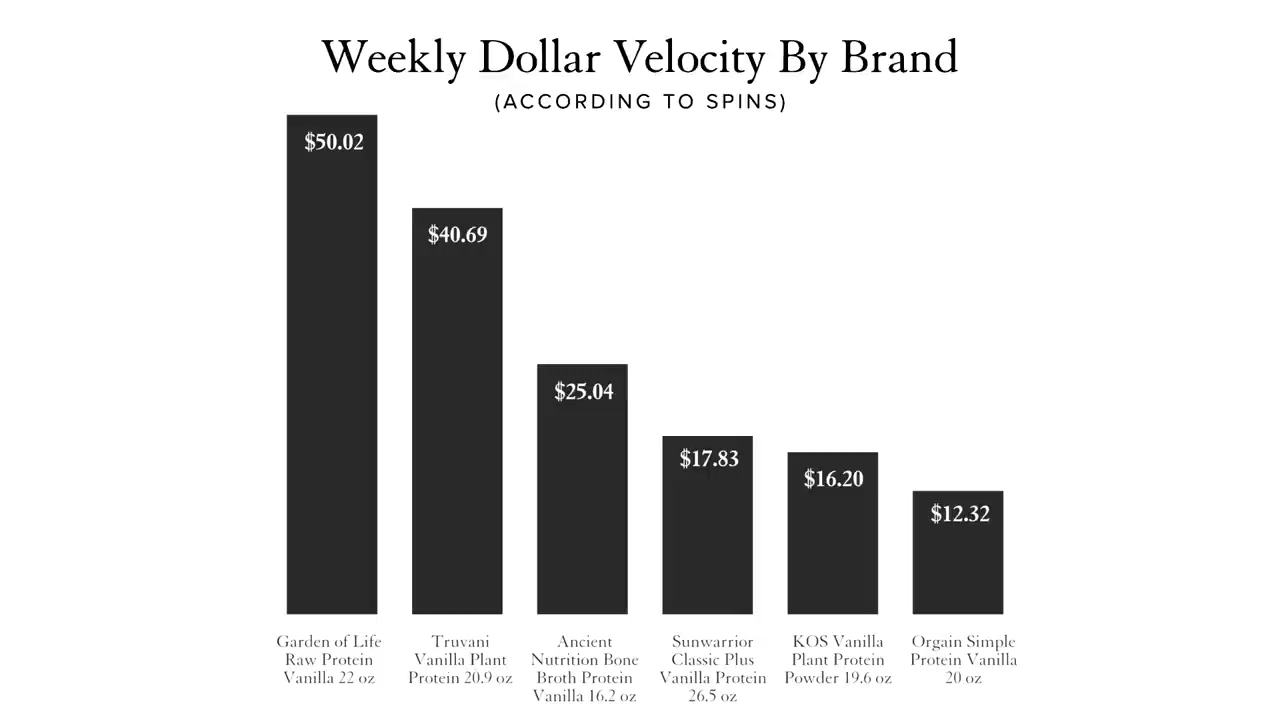 Weekly Dollar Velocity By Brand
(ACCORDING TO SPINS)
$50.02
$40.69
$25.04
$17.83
$16.20
$12.32
Garden of Life
Raw Protein
Vanilla 22 oz
Truvani
Vanilla Plant
Protein 20.9 oz
Ancient
Nutrition Bone
Broth Protein
Vanilla 16.2 oz
Sunwarrior
Classic Plus
Vanilla Protein
26.5 oz
KOS Vanilla
Plant Protein
Powder 19.6 oz
Orgain Simple
Protein Vanilla
20 oz